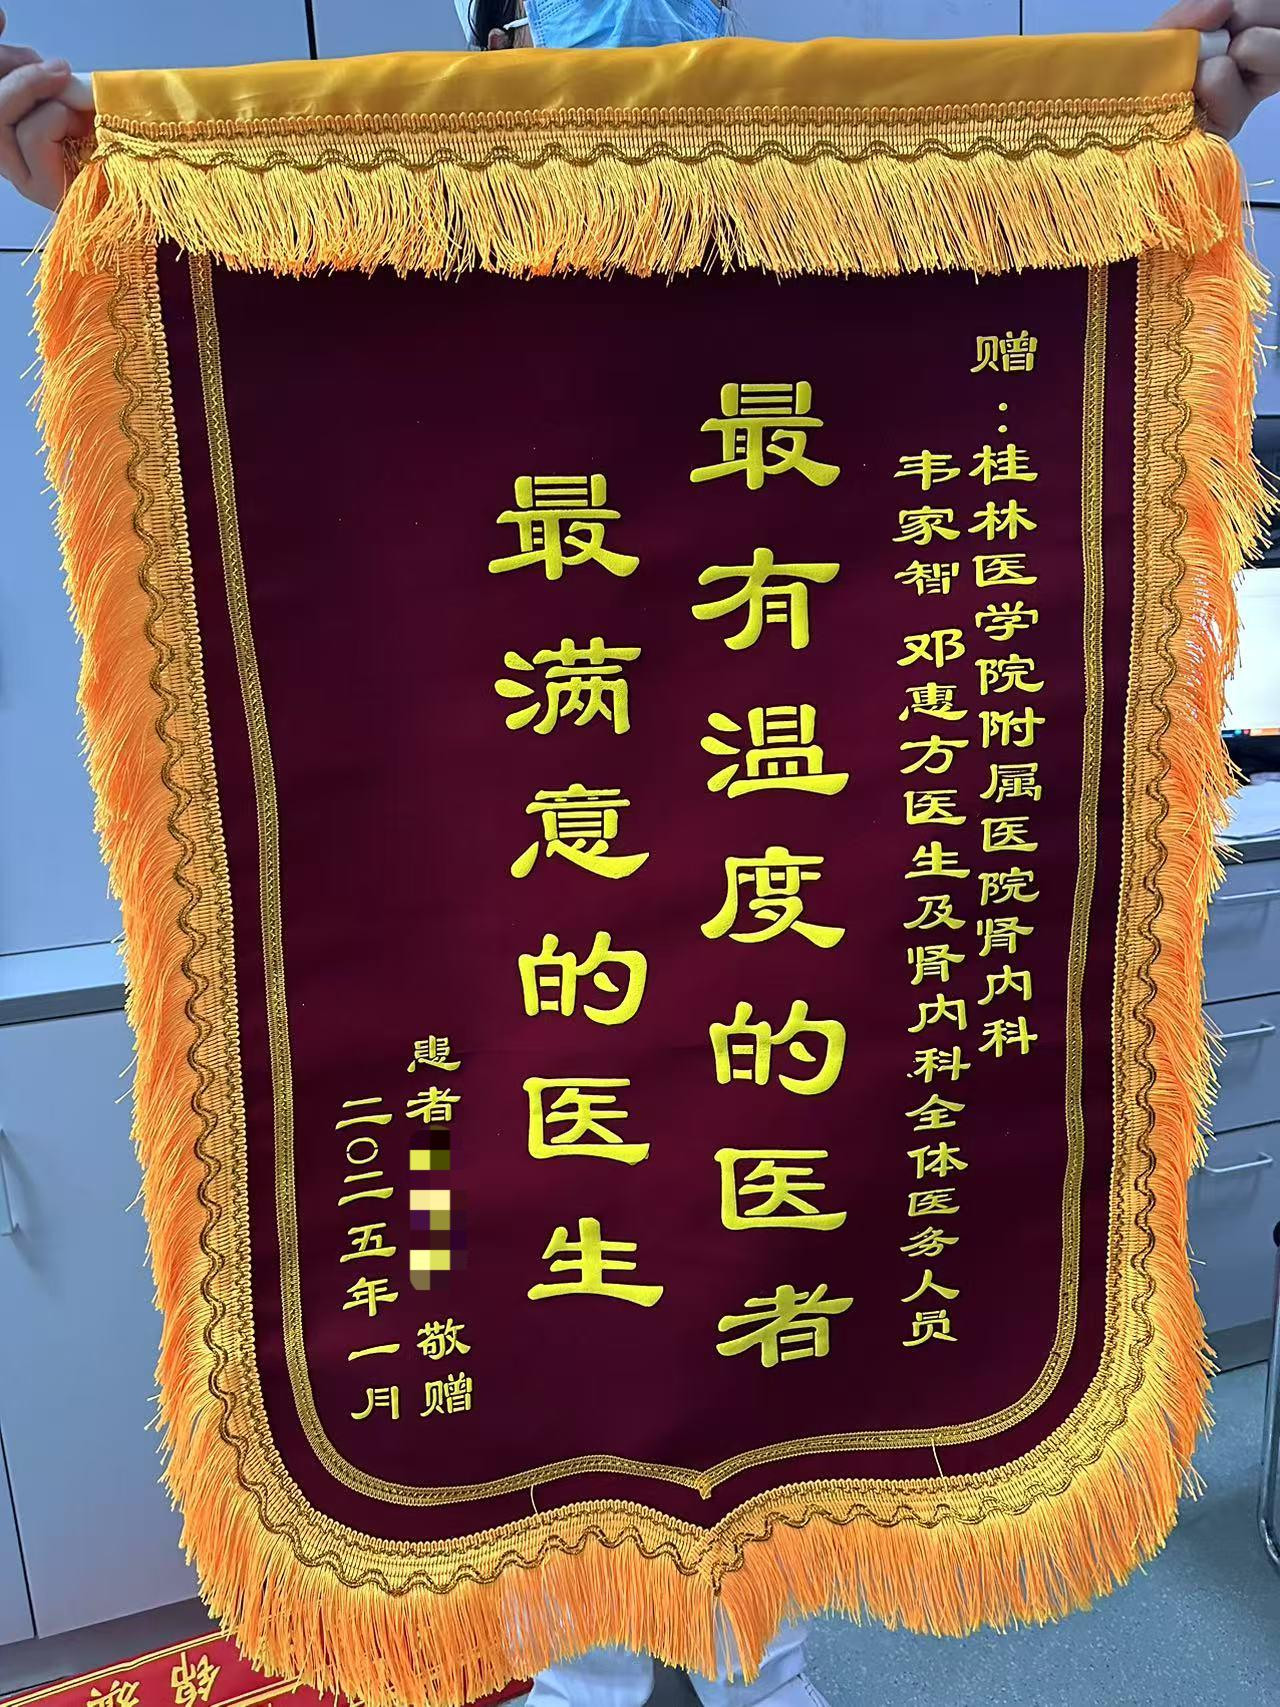 赠：桂林医学院附属医院肾内科
韦家智 邓惠方医生及肾内科全体医务人员
最有温度的医者
最满意的医生
患者 敬赠
二〇二五年一月
锦旗